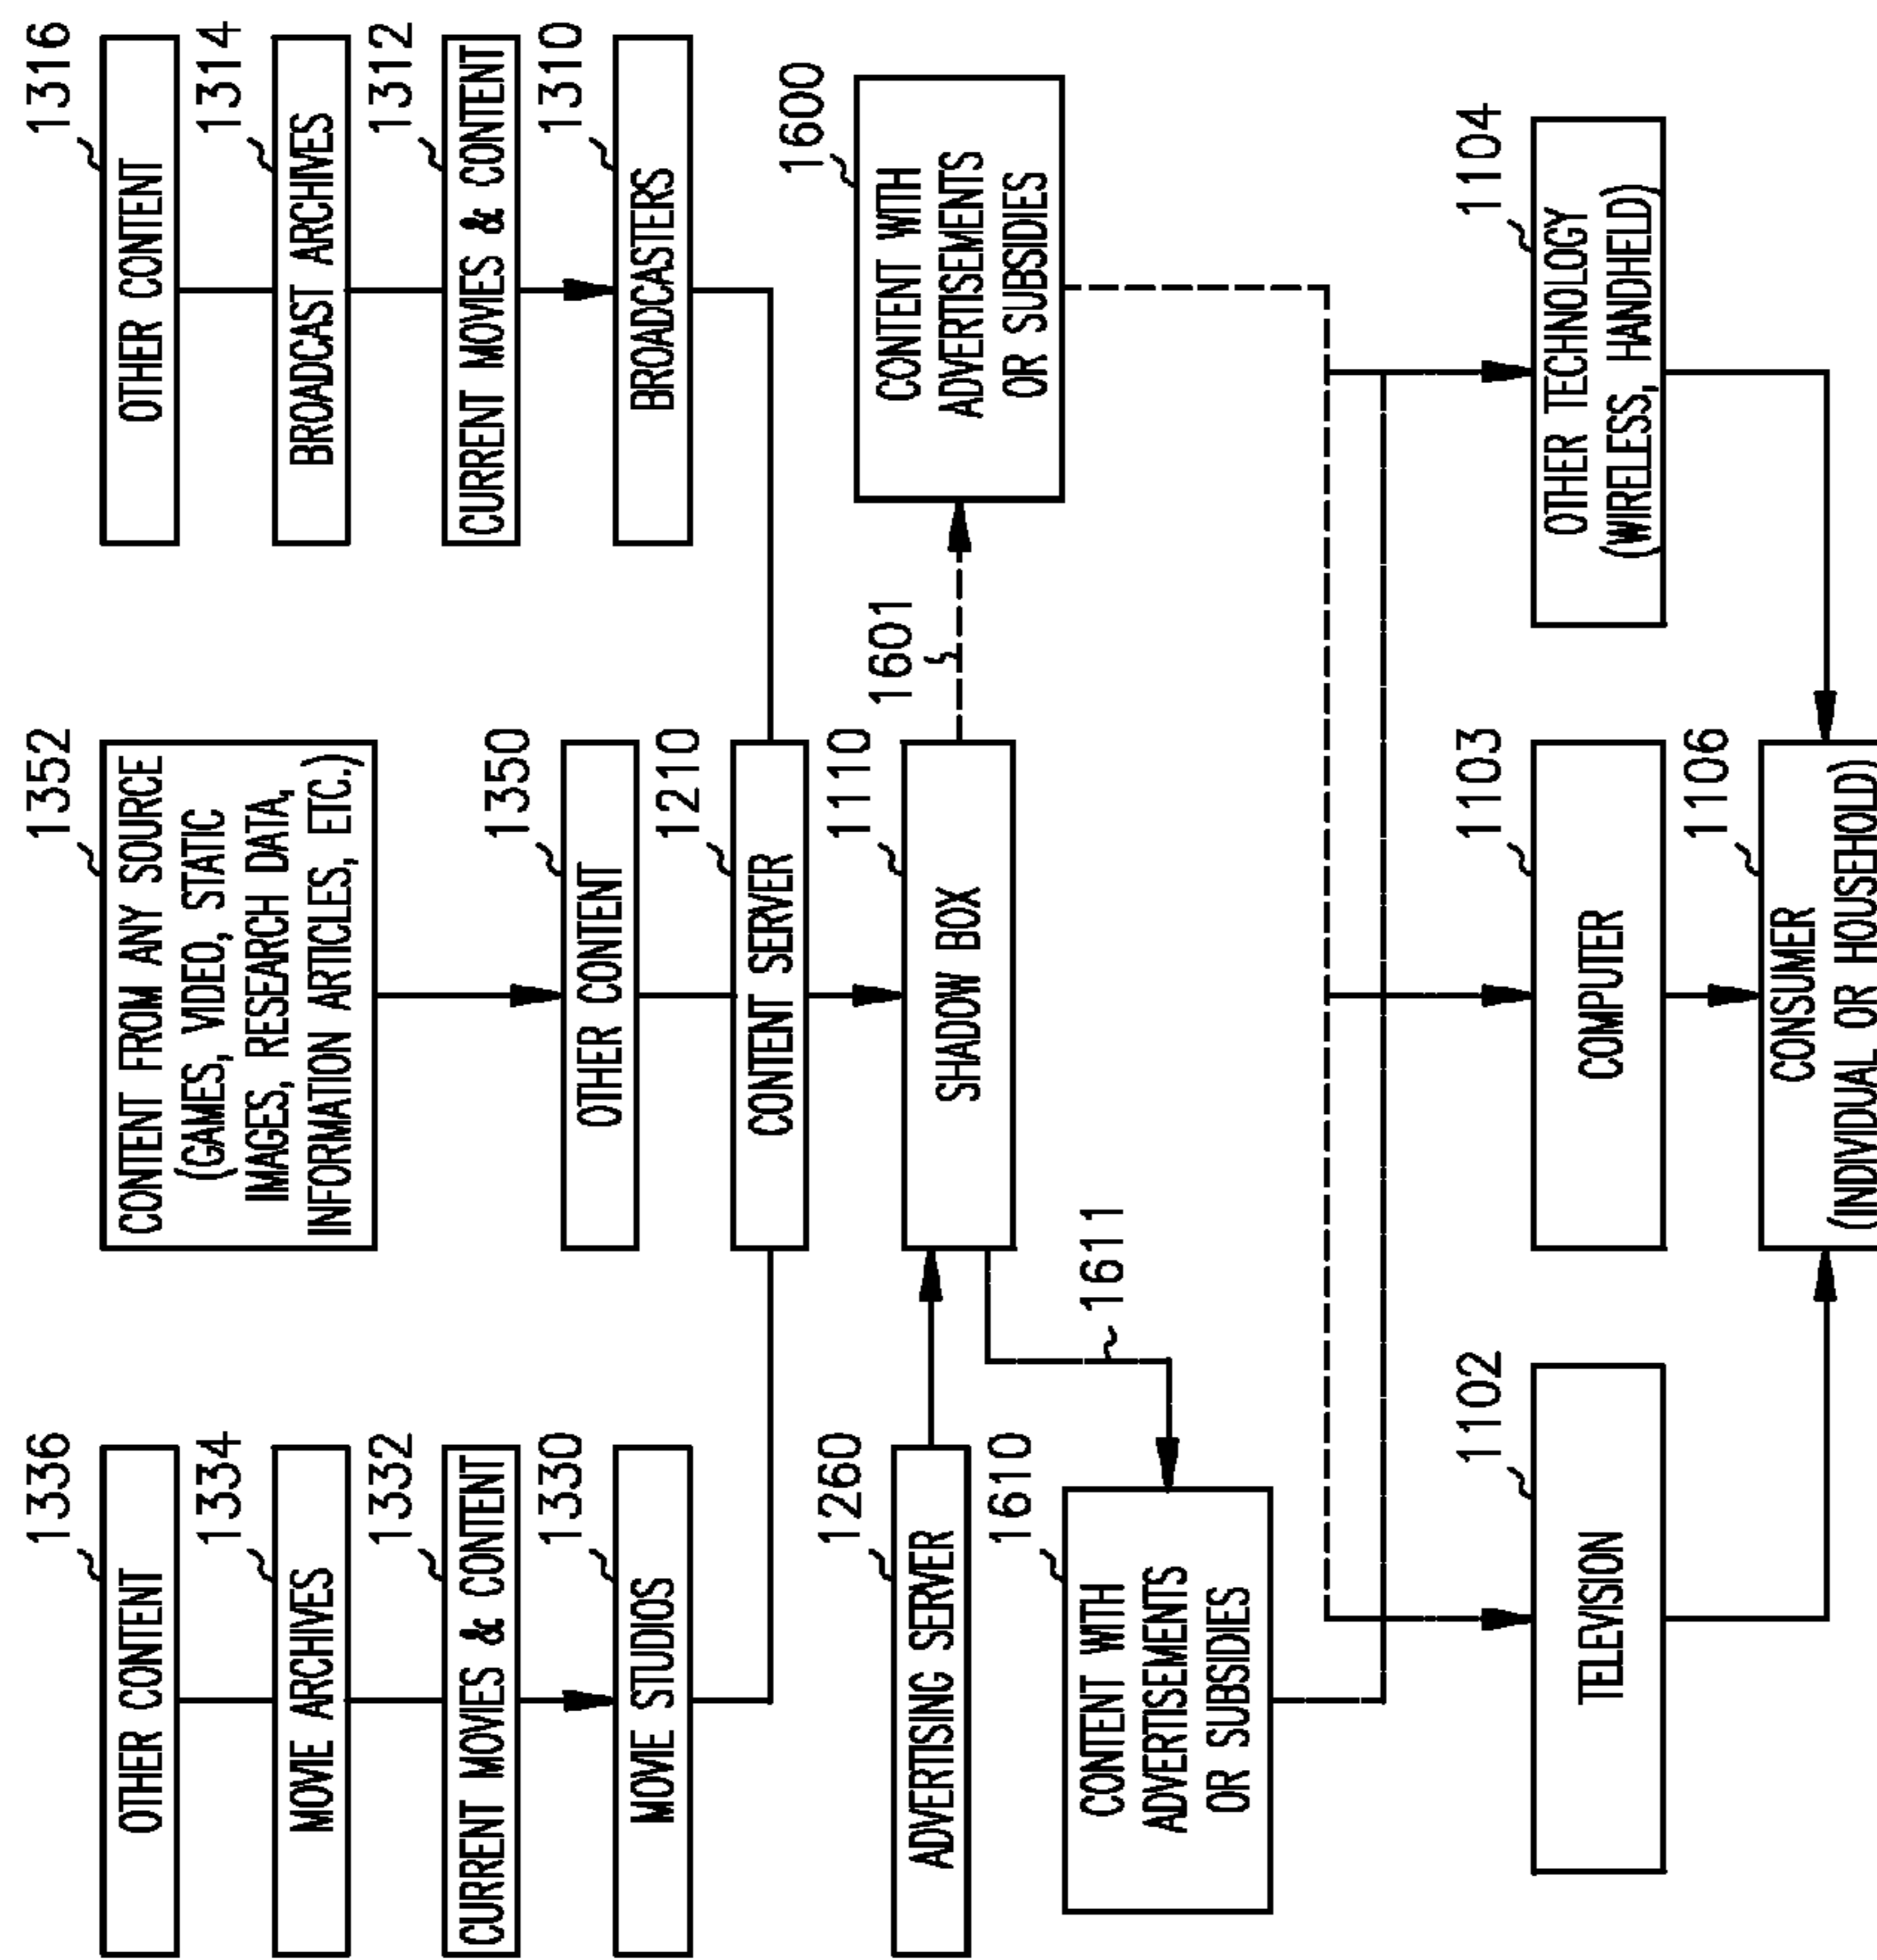 1336
OTHER CONTENT
1334
MOVIE ARCHIVES
1332
CURRENT MOVIES & CONTENT
1330
MOVIE STUDIOS
1352
CONTENT FROM ANY SOURCE
(GAMES, VIDEO, STATIC
IMAGES, RESEARCH DATA,
INFORMATION ARTICLES, ETC.)
1350
OTHER CONTENT
1210
CONTENT SERVER
1316
OTHER CONTENT
1314
BROADCAST ARCHIVES
1312
CURRENT MOVIES & CONTENT
1310
BROADCASTERS
1260
ADVERTISING SERVER
1110
SHADOW BOX
1601
1600
CONTENT WITH
ADVERTISEMENTS
OR SUBSIDIES
1611
1610
CONTENT WITH
ADVERTISEMENTS
OR SUBSIDIES
1102
TELEVISION
1103
COMPUTER
1104
OTHER TECHNOLOGY
(WIRELESS, HANDHELD)
1106
CONSUMER
(INDIVIDUAL OR HOUSEHOLD)